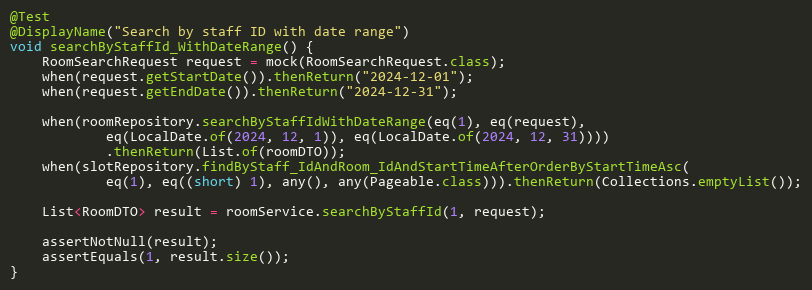 @Test
@DisplayName("Search by staff ID with date range")
void searchByStaffId_WithDateRange() {
    RoomSearchRequest request = mock(RoomSearchRequest.class);
    when(request.getStartDate()).thenReturn("2024-12-01");
    when(request.getEndDate()).thenReturn("2024-12-31");

    when(roomRepository.searchByStaffIdWithDateRange(eq(1), eq(request),
            eq(LocalDate.of(2024, 12, 1)), eq(LocalDate.of(2024, 12, 31))))
            .thenReturn(List.of(roomDTO));
    when(slotRepository.findByStaff_IdAndRoom_IdAndStartTimeAfterOrderByStartTimeAsc(
            eq(1), eq((short) 1), any(), any(Pageable.class))).thenReturn(Collections.emptyList());

    List<RoomDTO> result = roomService.searchByStaffId(1, request);

    assertNotNull(result);
    assertEquals(1, result.size());
}